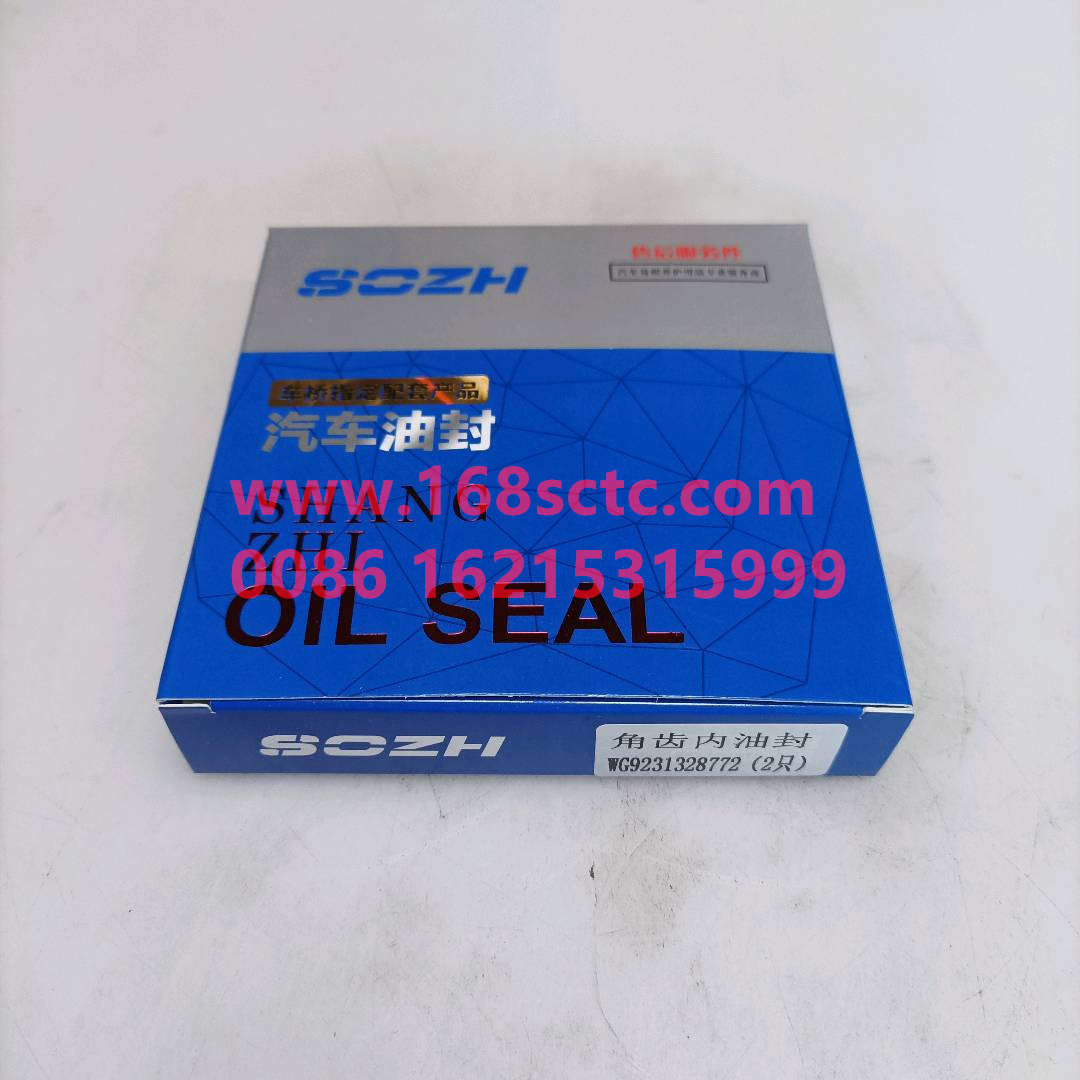 SOZH
售后服务件
车桥指定配套产品
汽车油封
www.168sctc.com
SHANG
ZHI
0086 16215315999
OIL SEAL
SOZH
角齿内油封
WG9231328772(2只)